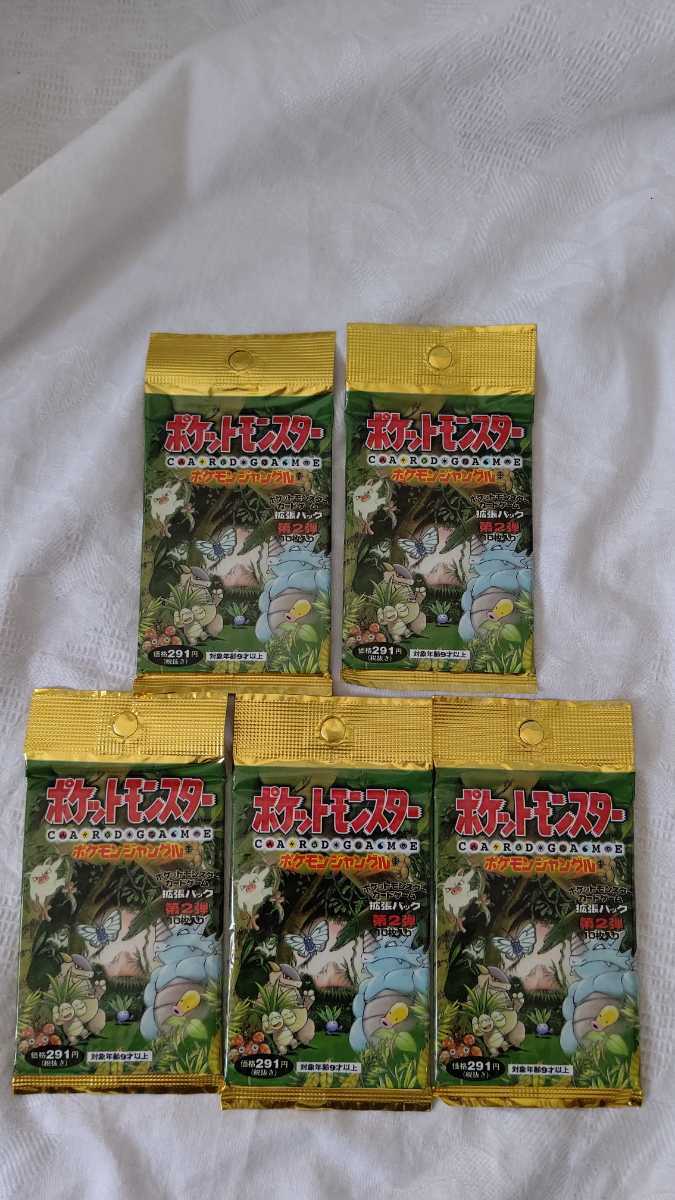 ポケットモンスター
CARD GAME
ポケモンジャングル
ポケットモンスター
カードゲーム
拡張パック
第2弾
10枚入り
価格291円
(税抜き)
対象年齢9才以上
ポケットモンスター
CARD GAME
ポケモンジャングル
ポケットモンスター
カードゲーム
拡張パック
第2弾
10枚入り
価格291円
(税抜き)
対象年齢9才以上
ポケットモンスター
CARD GAME
ポケモンジャングル
ポケットモンスター
カードゲーム
拡張パック
第2弾
10枚入り
価格291円
(税抜き)
対象年齢9才以上
ポケットモンスター
CARD GAME
ポケモンジャングル
ポケットモンスター
カードゲーム
拡張パック
第2弾
10枚入り
価格291円
(税抜き)
対象年齢9才以上
ポケットモンスター
CARD GAME
ポケモンジャングル
ポケットモンスター
カードゲーム
拡張パック
第2弾
10枚入り
価格291円
(税抜き)
対象年齢9才以上